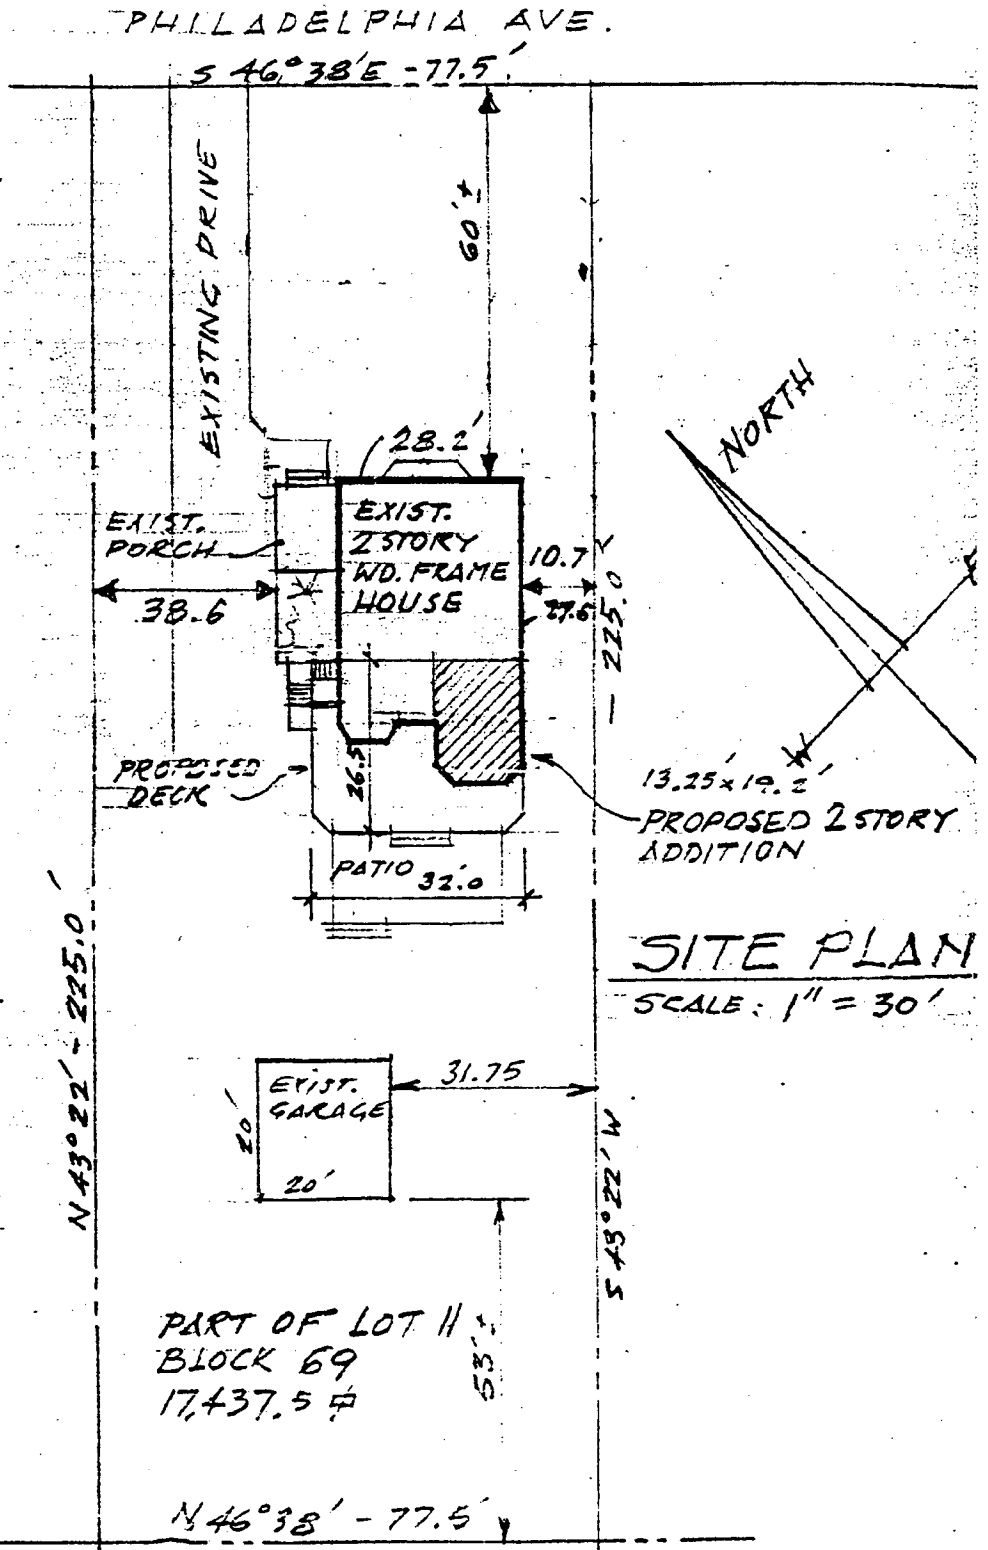 PHILADELPHIA AVE.
S 46°38'E - 77.5'
EXISTING DRIVE
60'±
NORTH
28.2'
EXIST.
PORCH
EXIST.
2 STORY
WD. FRAME
HOUSE
10.7
38.6
27.6
225.0'
W
PROPOSED
DECK
26.5
13.25 x 19.2'
PROPOSED 2 STORY
ADDITION
PATIO
32.0'
N 43°22' - 225.0'
SITE PLAN
SCALE: 1" = 30'
EXIST.
GARAGE
31.75
20'
20'
S 43°22' W
PART OF LOT 11
BLOCK 69
17,437.5
53'±
N 46°38' - 77.5'